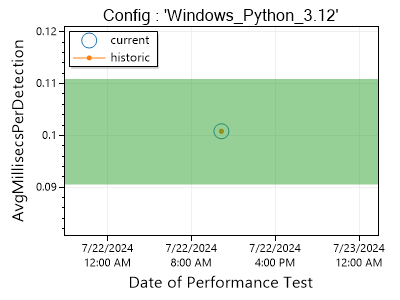 Config : 'Windows_Python_3.12'
AvgMillisecsPerDetection
0.12
0.11
0.1
0.09
current
historic
7/22/2024 12:00 AM
7/22/2024 8:00 AM
7/22/2024 4:00 PM
7/23/2024 12:00 AM
Date of Performance Test